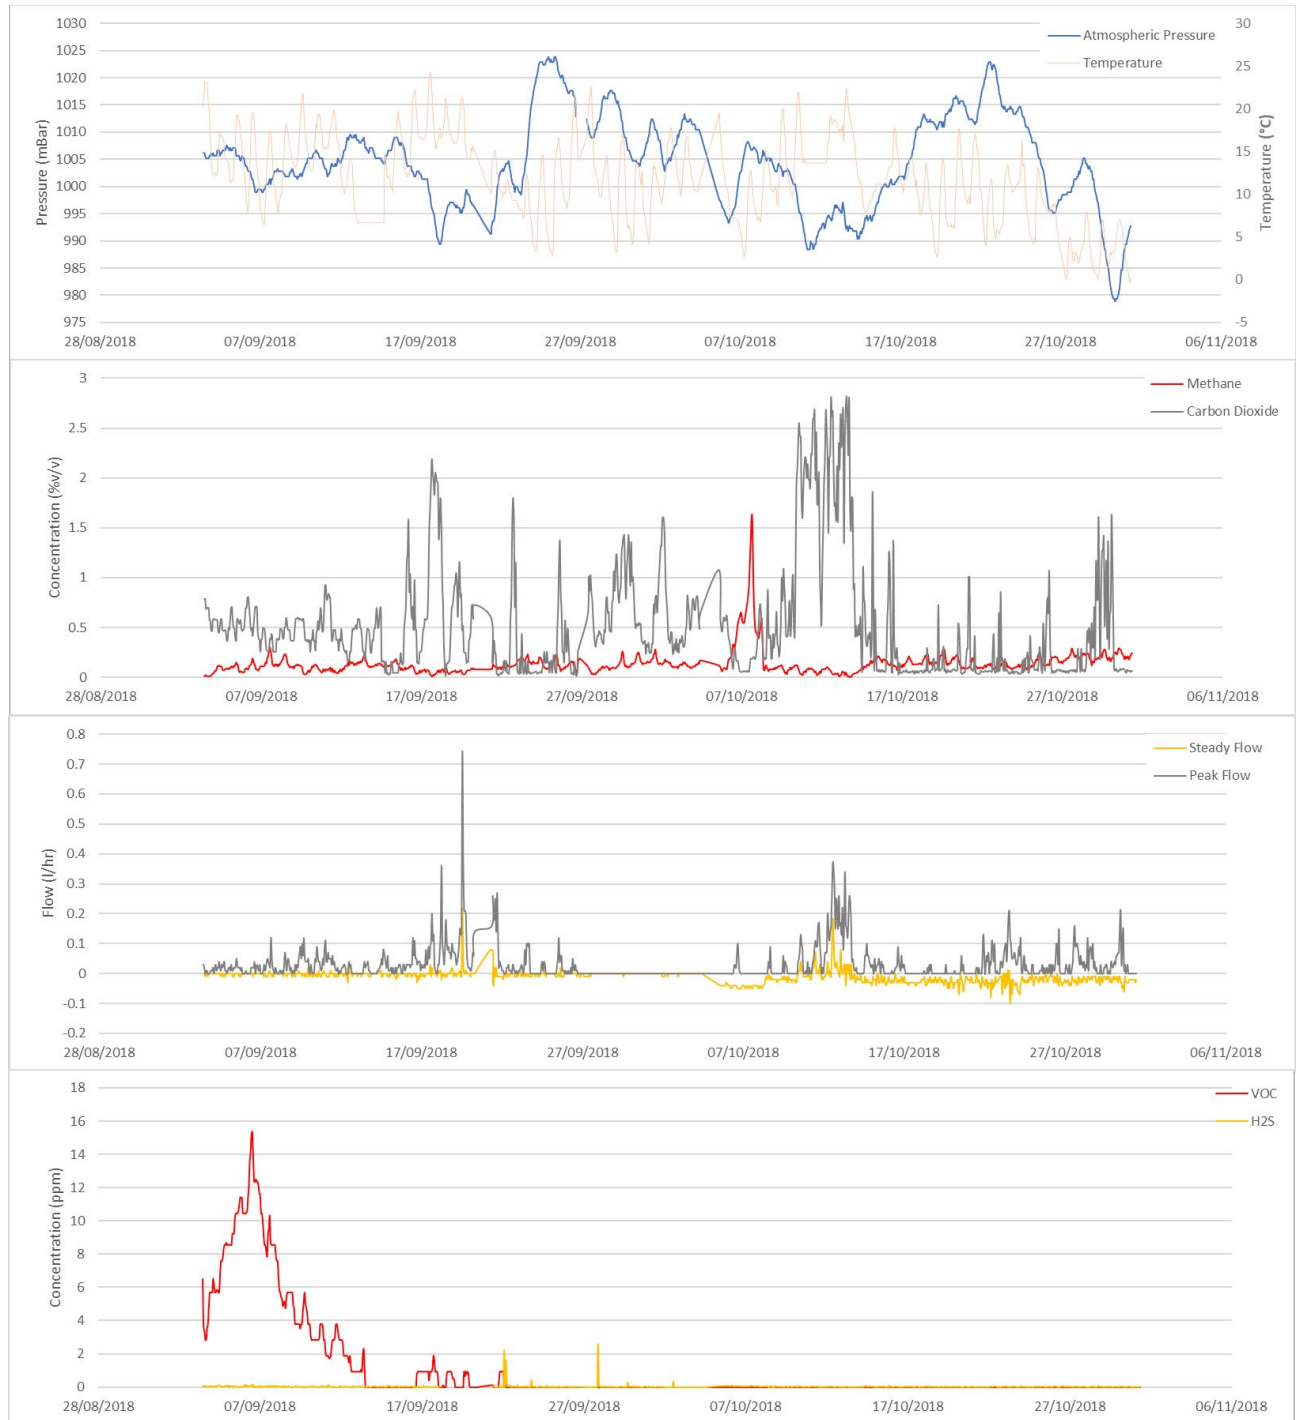 1030
1025
1020
1015
1010
1005
1000
995
990
985
980
975
Pressure (mBar)
30
25
20
15
10
5
0
-5
Temperature (°C)
Atmospheric Pressure
Temperature
28/08/2018 07/09/2018 17/09/2018 27/09/2018 07/10/2018 17/10/2018 27/10/2018 06/11/2018
3
2.5
2
1.5
1
0.5
0
Concentration (%v/v)
Methane
Carbon Dioxide
28/08/2018 07/09/2018 17/09/2018 27/09/2018 07/10/2018 17/10/2018 27/10/2018 06/11/2018
0.8
0.7
0.6
0.5
0.4
0.3
0.2
0.1
0
-0.1
-0.2
Flow (l/hr)
Steady Flow
Peak Flow
28/08/2018 07/09/2018 17/09/2018 27/09/2018 07/10/2018 17/10/2018 27/10/2018 06/11/2018
18
16
14
12
10
8
6
4
2
0
Concentration (ppm)
VOC
H2S
28/08/2018 07/09/2018 17/09/2018 27/09/2018 07/10/2018 17/10/2018 27/10/2018 06/11/2018